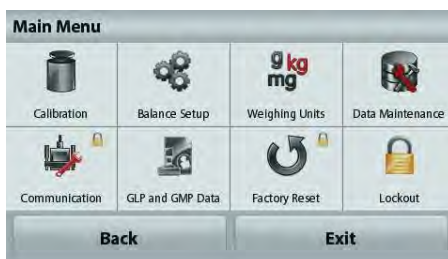 Main Menu
g kg
mg
Calibration
Balance Setup
Weighing Units
Data Maintenance
Communication
GLP and GMP Data
Factory Reset
Lockout
Back
Exit